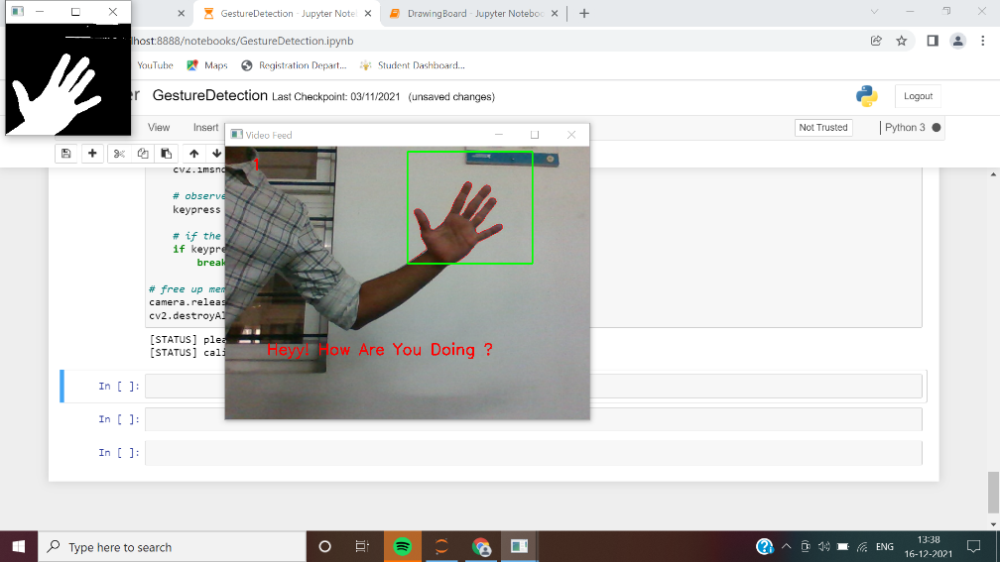 GestureDetection - Jupyter Note
DrawingBoard - Jupyter Notebo
lhost:8888/notebooks/GestureDetection.ipynb
YouTube
Maps
Registration Depart...
Student Dashboard...
er GestureDetection Last Checkpoint: 03/11/2021 (unsaved changes)
Logout
View Insert
Not Trusted
Python 3
Video Feed
1
cv2.imsho
# observe
keypress
# if the
if keypre
break
# free up mem
camera.releas
cv2.destroyAl
[STATUS] plea
[STATUS] cali
Heyy! How Are You Doing ?
In [ ]:
In [ ]:
In [ ]:
Type here to search
ENG
13:38
16-12-2021